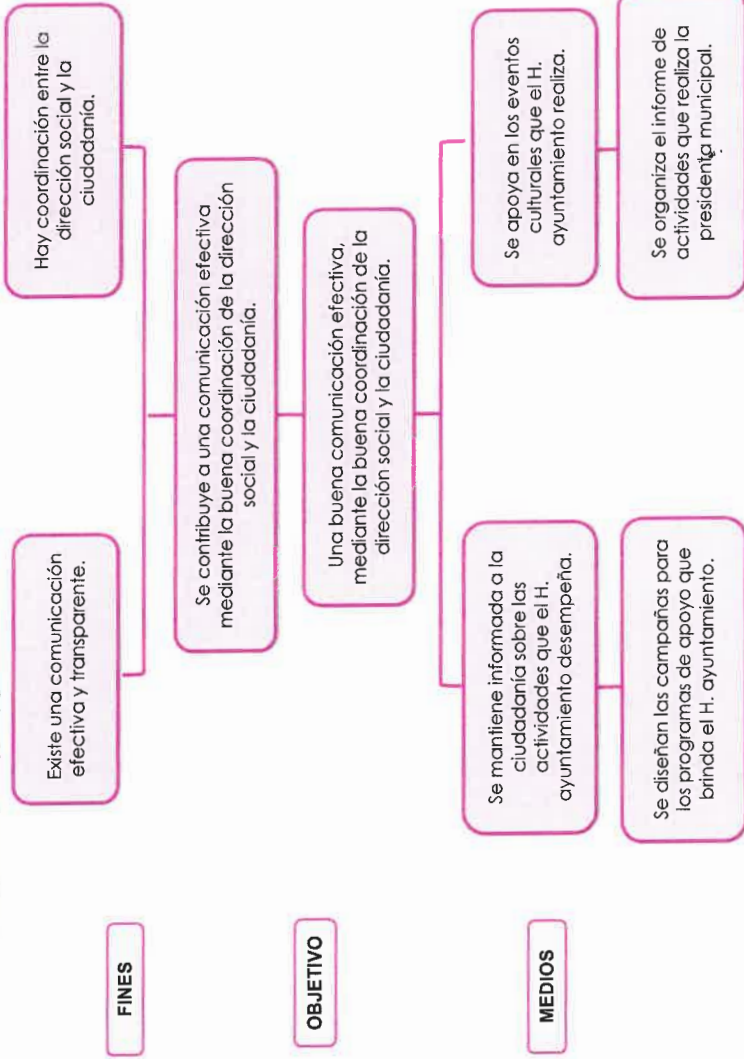 FINES
Existe una comunicación
efectiva y transparente.
Hay coordinación entre la
dirección social y la
ciudadanía.
Se contribuye a una comunicación efectiva
mediante la buena coordinación de la dirección
social y la ciudadanía.
OBJETIVO
Una buena comunicación efectiva,
mediante la buena coordinación de la
dirección social y la ciudadanía.
MEDIOS
Se mantiene informada a la
ciudadanía sobre las
actividades que el H.
ayuntamiento desempeña.
Se apoya en los eventos
culturales que el H.
ayuntamiento realiza.
Se diseñan las campañas para
los programas de apoyo que
brinda el H. ayuntamiento.
Se organiza el informe de
actividades que realiza la
presidenta municipal.